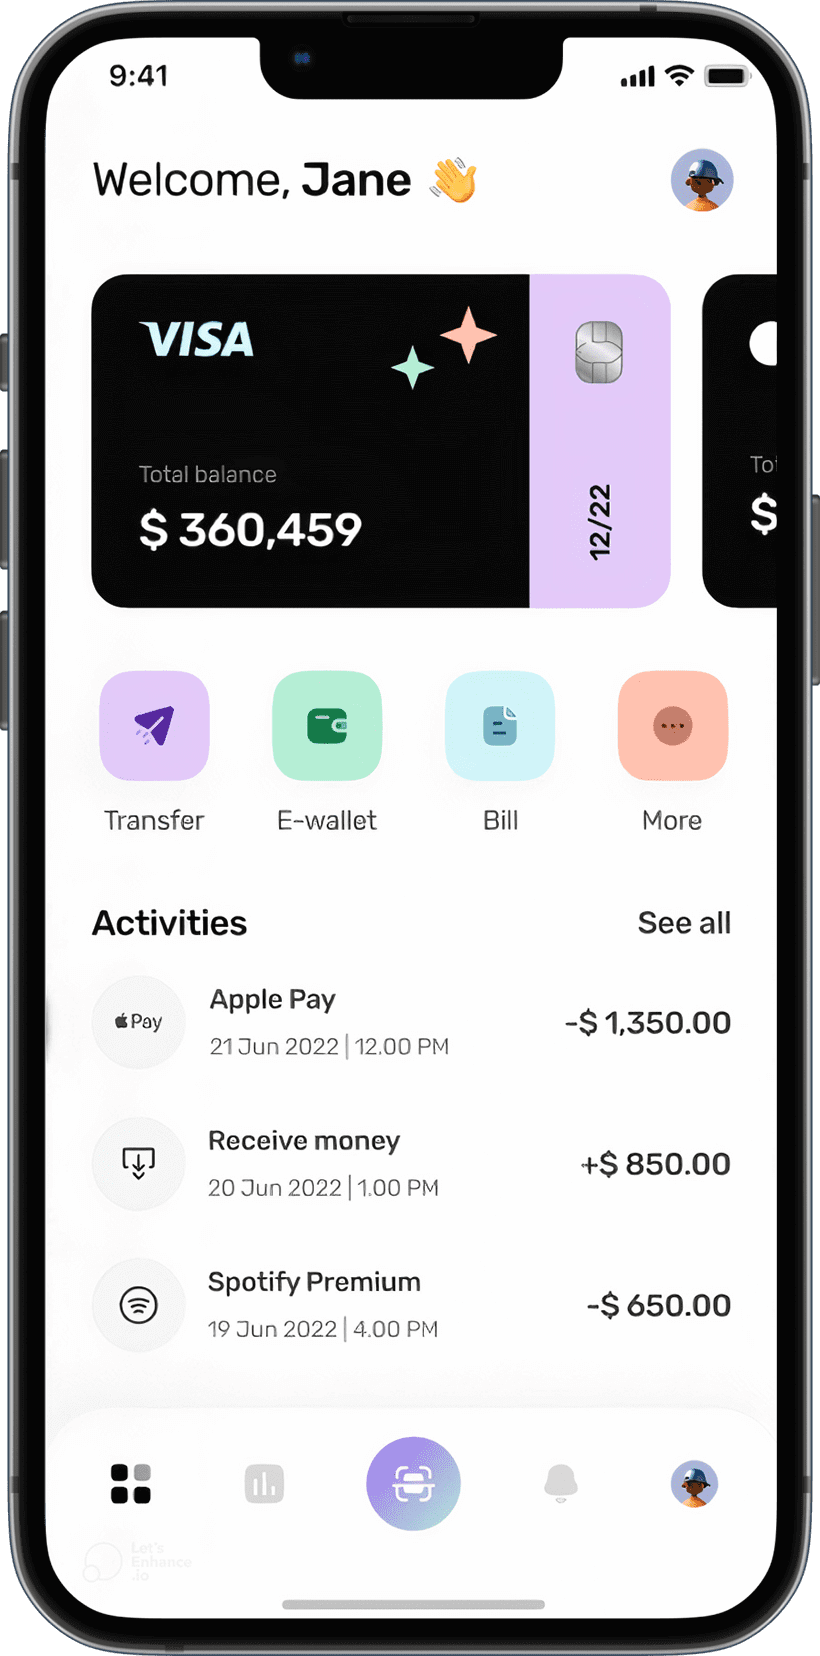 9:41
Welcome, Jane 👋
VISA
Total balance
$ 360,459
12/22
$
Transfer
E-wallet
Bill
More
Activities
See all
Pay
Apple Pay
21 Jun 2022 | 12.00 PM
-$ 1,350.00
Receive money
20 Jun 2022 | 1.00 PM
+$ 850.00
Spotify Premium
19 Jun 2022 | 4.00 PM
-$ 650.00
Let's
Enhance
.io